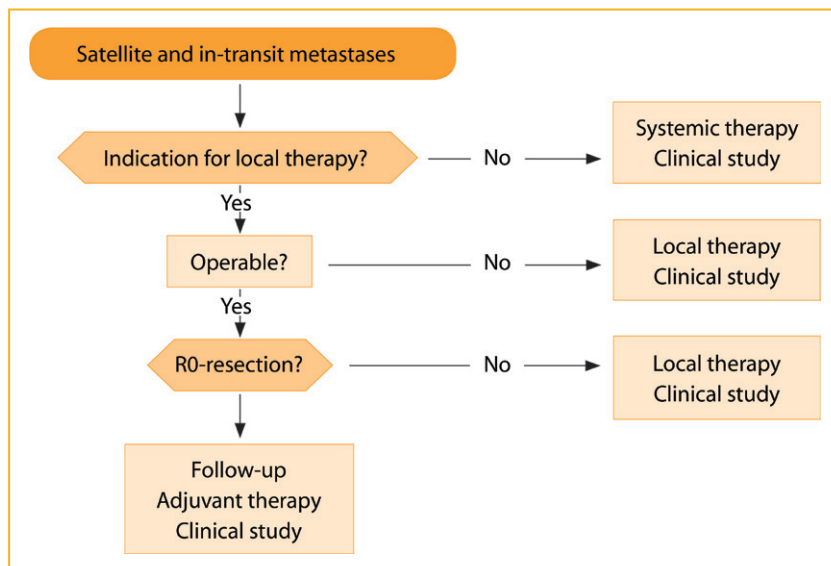 Satellite and in-transit metastases
Indication for local therapy?
No
Systemic therapy
Clinical study
Yes
Operable?
No
Local therapy
Clinical study
Yes
R0-resection?
No
Local therapy
Clinical study
Follow-up
Adjuvant therapy
Clinical study